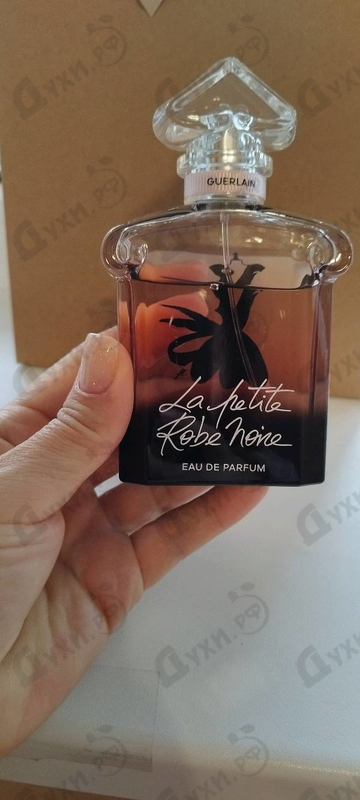 GUERLAIN
La petite
Robe noire
EAU DE PARFUM
Духи.рф